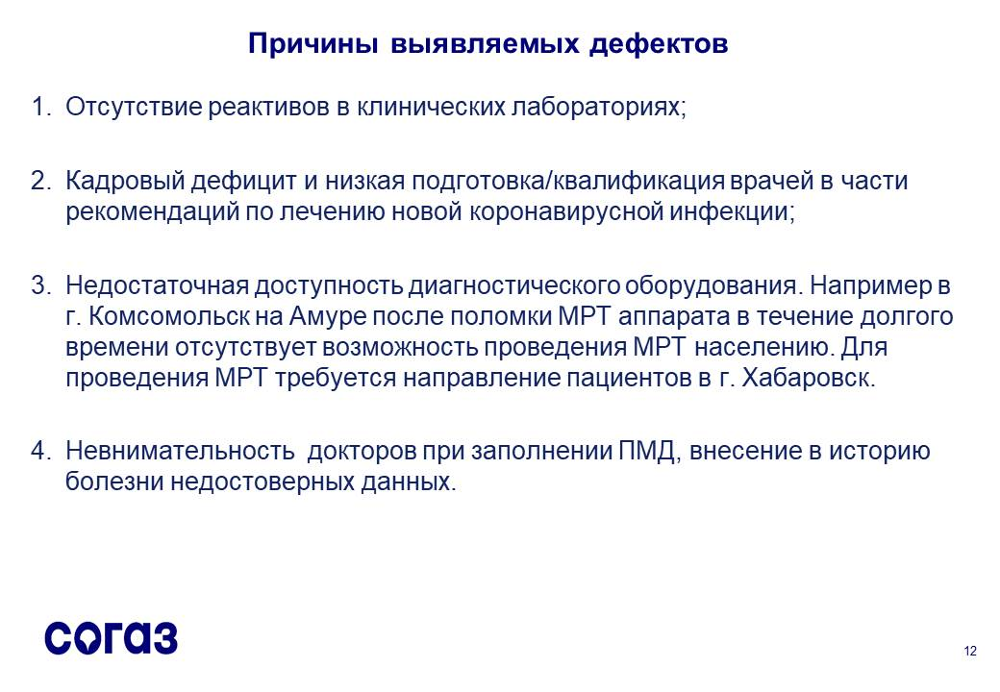 Причины выявляемых дефектов
1. Отсутствие реактивов в клинических лабораториях;
2. Кадровый дефицит и низкая подготовка/квалификация врачей в части
рекомендаций по лечению новой коронавирусной инфекции;
3. Недостаточная доступность диагностического оборудования. Например в
г. Комсомольск на Амуре после поломки МРТ аппарата в течение долгого
времени отсутствует возможность проведения МРТ населению. Для
проведения МРТ требуется направление пациентов в г. Хабаровск.
4. Невнимательность докторов при заполнении ПМД, внесение в историю
болезни недостоверных данных.
согаз
12